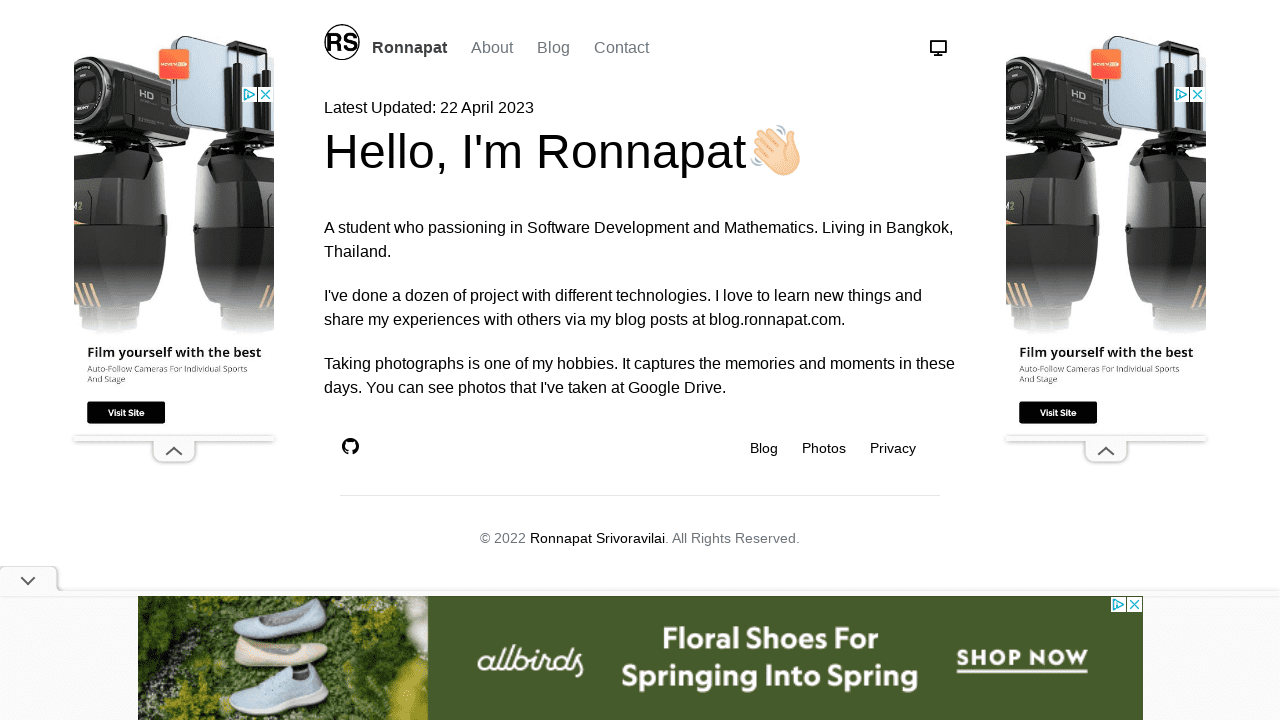 RS Ronnapat About Blog Contact
Latest Updated: 22 April 2023
Hello, I'm Ronnapat👋🏻
A student who passioning in Software Development and Mathematics. Living in Bangkok,
Thailand.
I've done a dozen of project with different technologies. I love to learn new things and
share my experiences with others via my blog posts at blog.ronnapat.com.
Taking photographs is one of my hobbies. It captures the memories and moments in these
days. You can see photos that I've taken at Google Drive.
Blog Photos Privacy
© 2022 Ronnapat Srivoravilai. All Rights Reserved.
HD
SONY
Film yourself with the best
Auto-Follow Cameras For Individual Sports
And Stage
Visit Site
HD
SONY
Film yourself with the best
Auto-Follow Cameras For Individual Sports
And Stage
Visit Site
allbirds
Floral Shoes For
Springing Into Spring
SHOP NOW